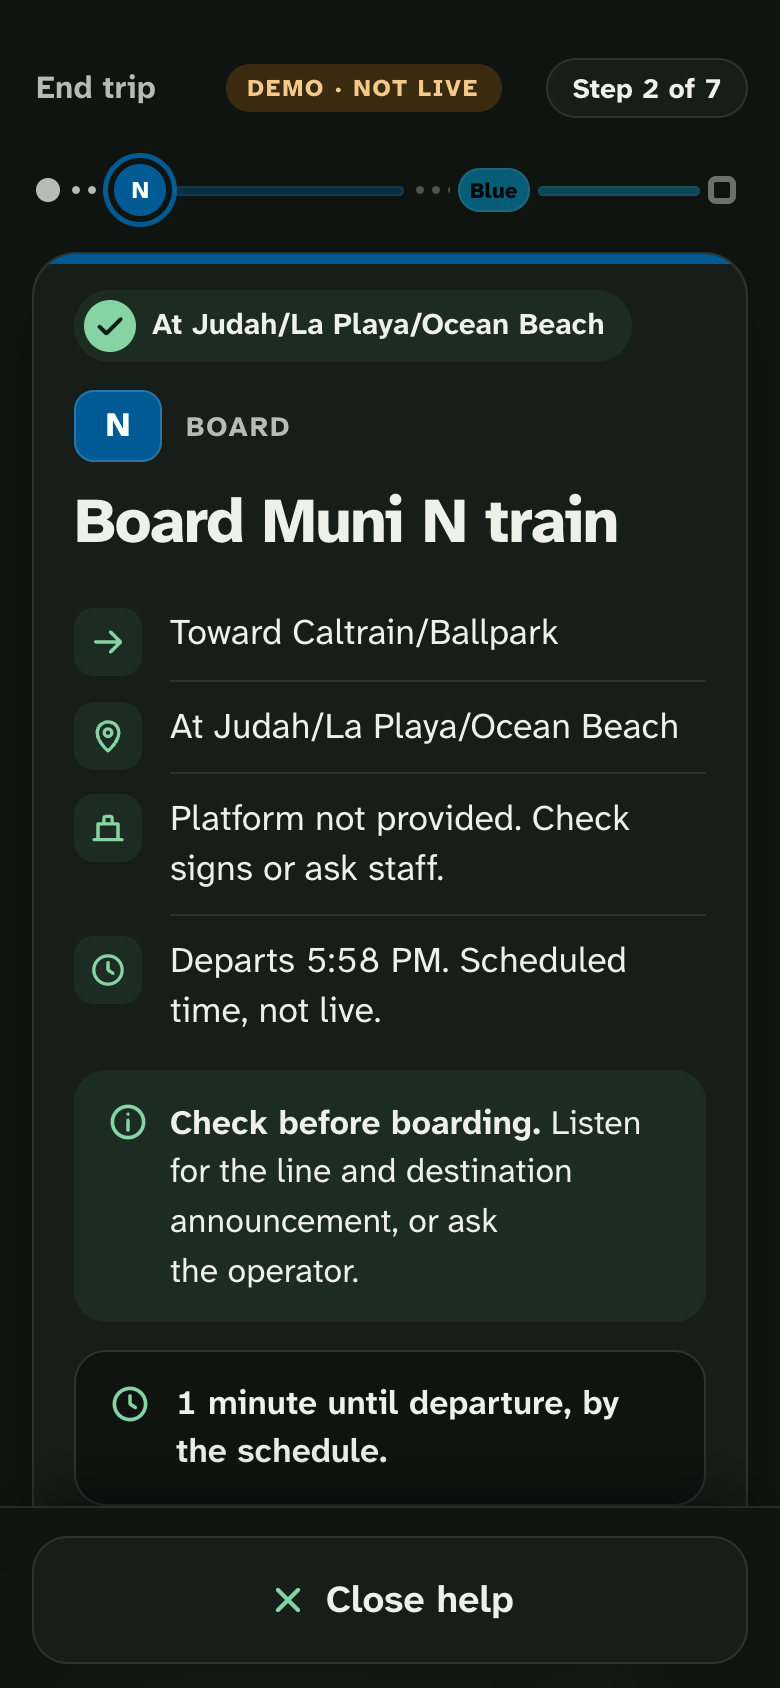 End trip
DEMO · NOT LIVE
Step 2 of 7
N
Blue
At Judah/La Playa/Ocean Beach
N
BOARD
Board Muni N train
Toward Caltrain/Ballpark
At Judah/La Playa/Ocean Beach
Platform not provided. Check
signs or ask staff.
Departs 5:58 PM. Scheduled
time, not live.
Check before boarding. Listen
for the line and destination
announcement, or ask
the operator.
1 minute until departure, by
the schedule.
Close help